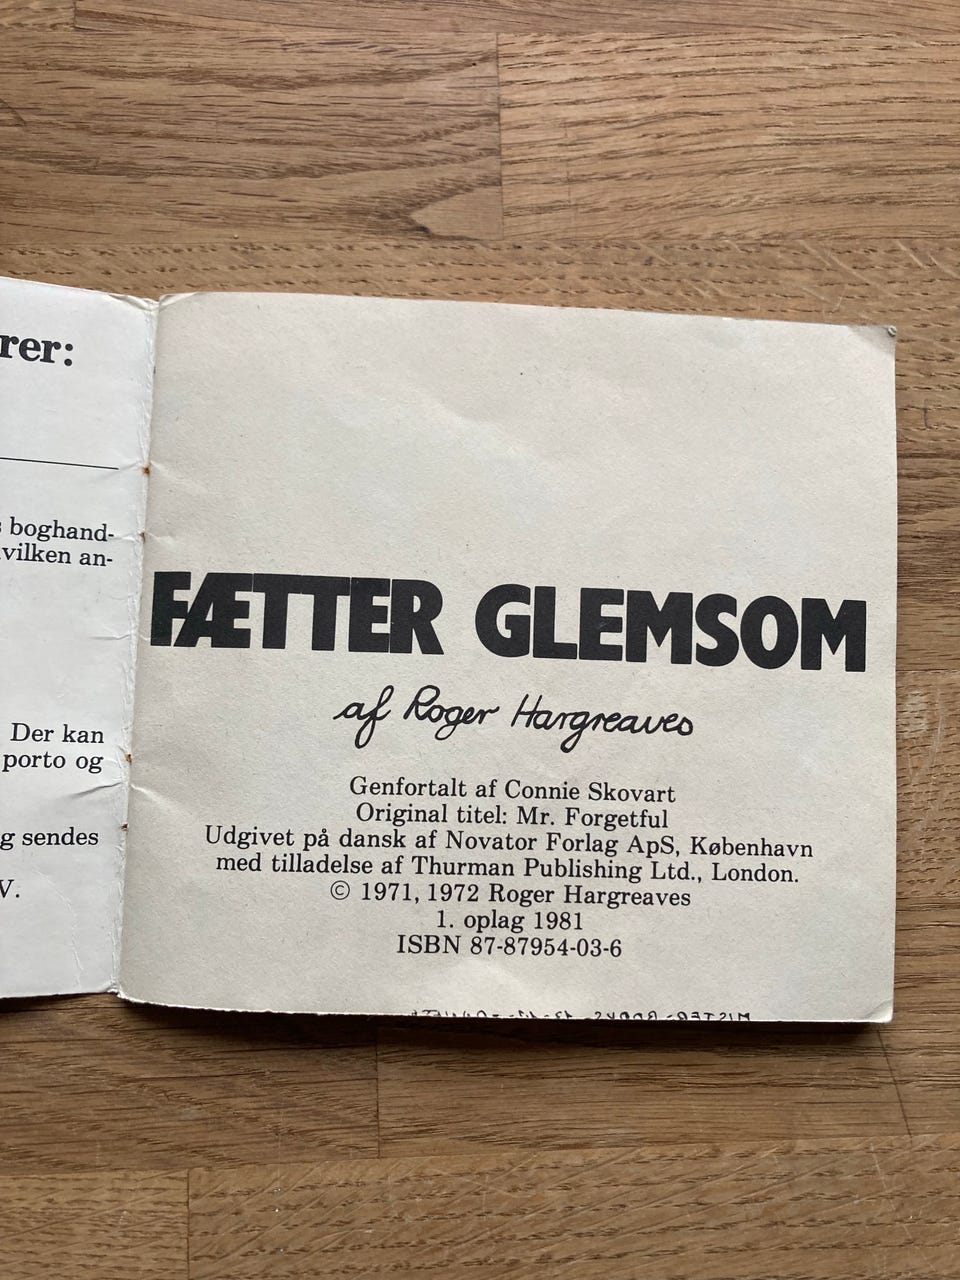 rer:
boghand-
vilken an-
Der kan
porto og
g sendes
V.
FÆTTER GLEMSOM
af Roger Hargreaves
Genfortalt af Connie Skovart
Original titel: Mr. Forgetful
Udgivet på dansk af Novator Forlag ApS, København
med tilladelse af Thurman Publishing Ltd., London.
© 1971, 1972 Roger Hargreaves
1. oplag 1981
ISBN 87-87954-03-6